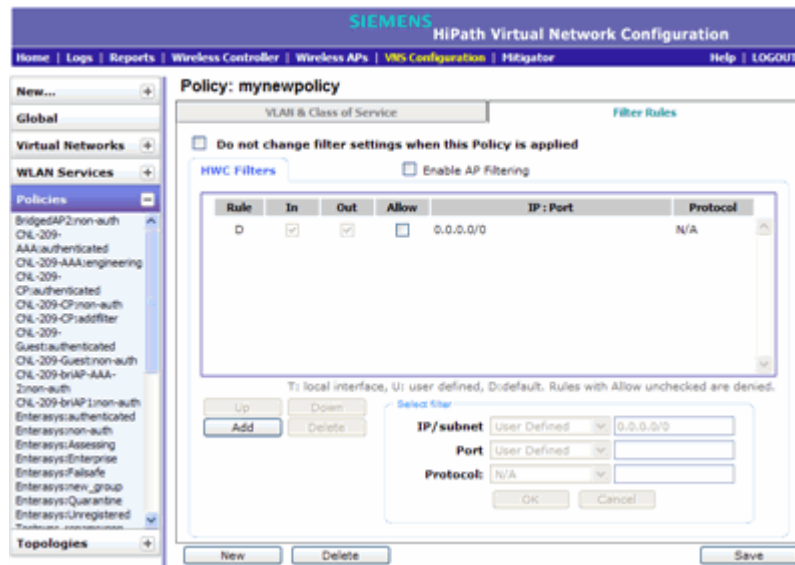 SIEMENS
HiPath Virtual Network Configuration
Home | Logs | Reports | Wireless Controller | Wireless APs | VNS Configuration | Mitigator Help | LOGOUT
New... +
Global
Virtual Networks +
WLAN Services +
Policies
BridgedAP2:non-auth
CNL-209-
AAA:authenticated
CNL-209-AAA:engineering
CNL-209-
CP:authenticated
CNL-209-CP:non-auth
CNL-209-CP:addfilter
CNL-209-
Guest:authenticated
CNL-209-Guest:non-auth
CNL-209-briAP-AAA-
2:non-auth
CNL-209-briAP1:non-auth
Enterasys:authenticated
Enterasys:non-auth
Enterasys:Assessing
Enterasys:Enterprise
Enterasys:Failsafe
Enterasys:new_group
Enterasys:Quarantine
Enterasys:Unregistered
Topologies +
Policy: mynewpolicy
VLAN & Class of Service
Filter Rules
Do not change filter settings when this Policy is applied
HWC Filters
Enable AP Filtering
Rule In Out Allow IP : Port Protocol
D 0.0.0.0/0 N/A
T: local interface, U: user defined, D:default. Rules with Allow unchecked are denied.
Up Down
Add Delete
Select filter
IP/subnet User Defined 0.0.0.0/0
Port User Defined
Protocol: N/A
OK Cancel
New Delete Save